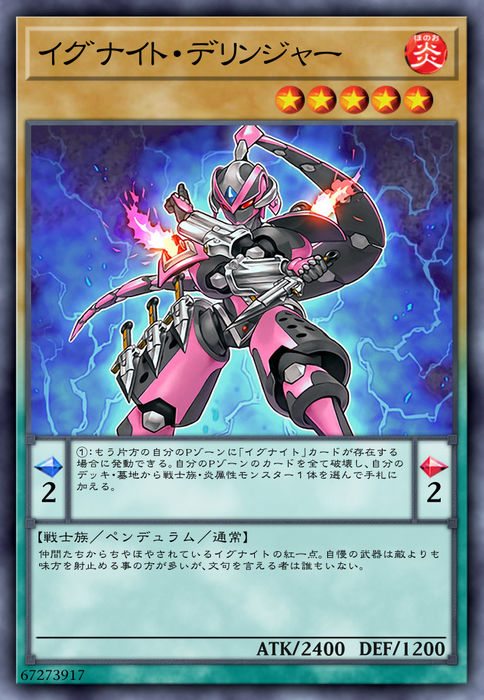 イグナイト・デリンジャー
ほのお
炎
①：もう片方の自分のPゾーンに「イグナイト」カードが存在する
場合に発動できる。自分のPゾーンのカードを全て破壊し、自分の
デッキ・墓地から戦士族・炎属性モンスター１体を選んで手札に
加える。
2
2
【戦士族／ペンデュラム／通常】
仲間たちからちやほやされているイグナイトの紅一点。自慢の武器は敵よりも
味方を射止める事の方が多いが、文句を言える者は誰もいない。
ATK/2400 DEF/1200
67273917